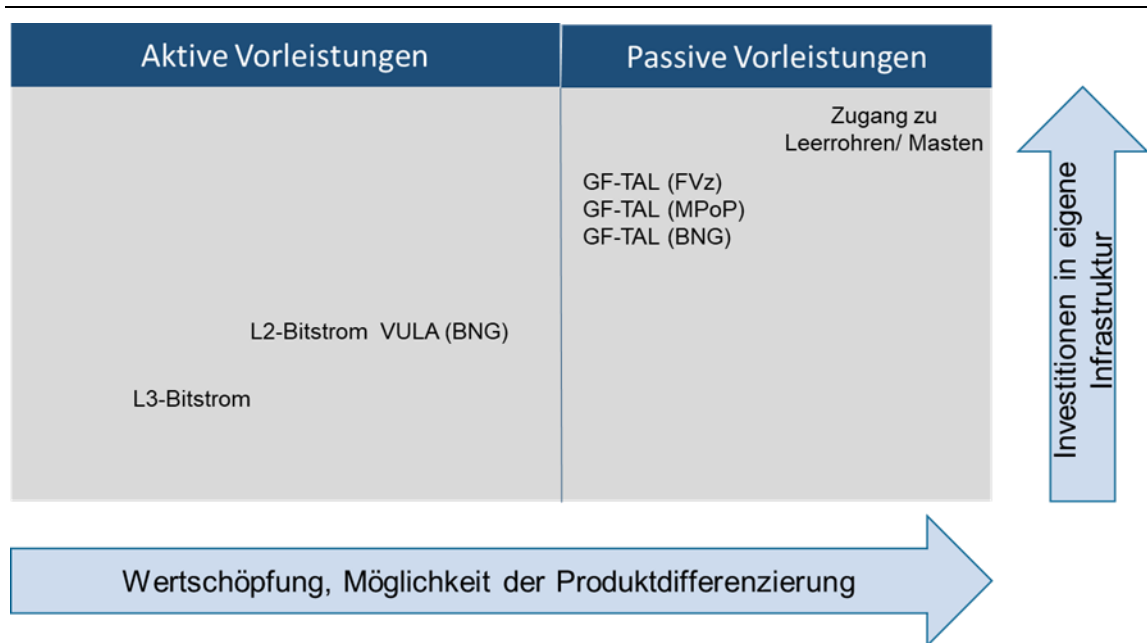 Aktive Vorleistungen
Passive Vorleistungen
Zugang zu
Leerrohren/ Masten
GF-TAL (FVz)
GF-TAL (MPoP)
GF-TAL (BNG)
L2-Bitstrom VULA (BNG)
L3-Bitstrom
Investitionen in eigene
Infrastruktur
Wertschöpfung, Möglichkeit der Produktdifferenzierung